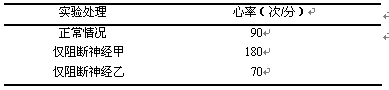 实验处理 心率（次/分）
正常情况 90
仅阻断神经甲 180
仅阻断神经乙 70